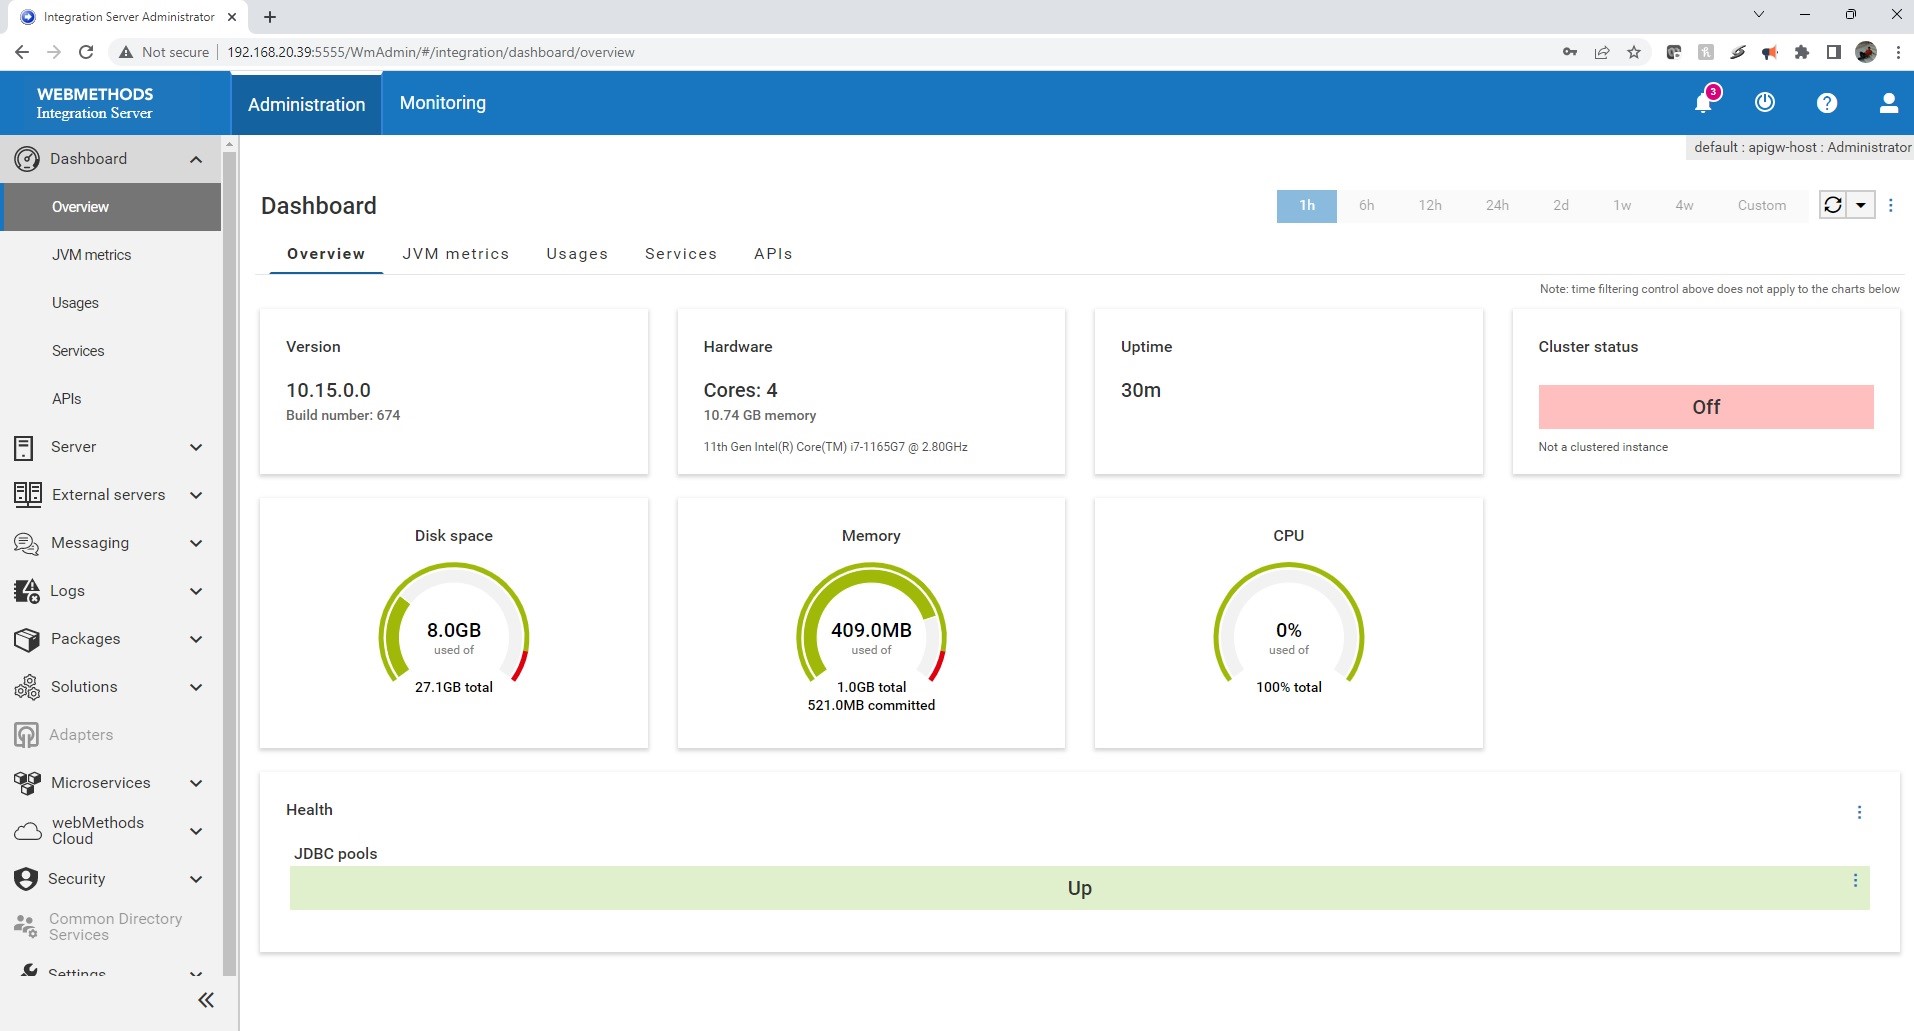 Integration Server Administrator
Not secure
192.168.20.39:5555/WmAdmin/#/integration/dashboard/overview
WEBMETHODS
Integration Server
Administration
Monitoring
3
default : apigw-host : Administrator
Dashboard
Overview
JVM metrics
Usages
Services
APIs
Server
External servers
Messaging
Logs
Packages
Solutions
Adapters
Microservices
webMethods
Cloud
Security
Common Directory
Services
Settings
Dashboard
1h 6h 12h 24h 2d 1w 4w Custom
Overview JVM metrics Usages Services APIs
Note: time filtering control above does not apply to the charts below
Version
10.15.0.0
Build number: 674
Hardware
Cores: 4
10.74 GB memory
11th Gen Intel(R) Core(TM) i7-1165G7 @ 2.80GHz
Uptime
30m
Cluster status
Off
Not a clustered instance
Disk space
8.0GB
used of
27.1GB total
Memory
409.0MB
used of
1.0GB total
521.0MB committed
CPU
0%
used of
100% total
Health
JDBC pools
Up